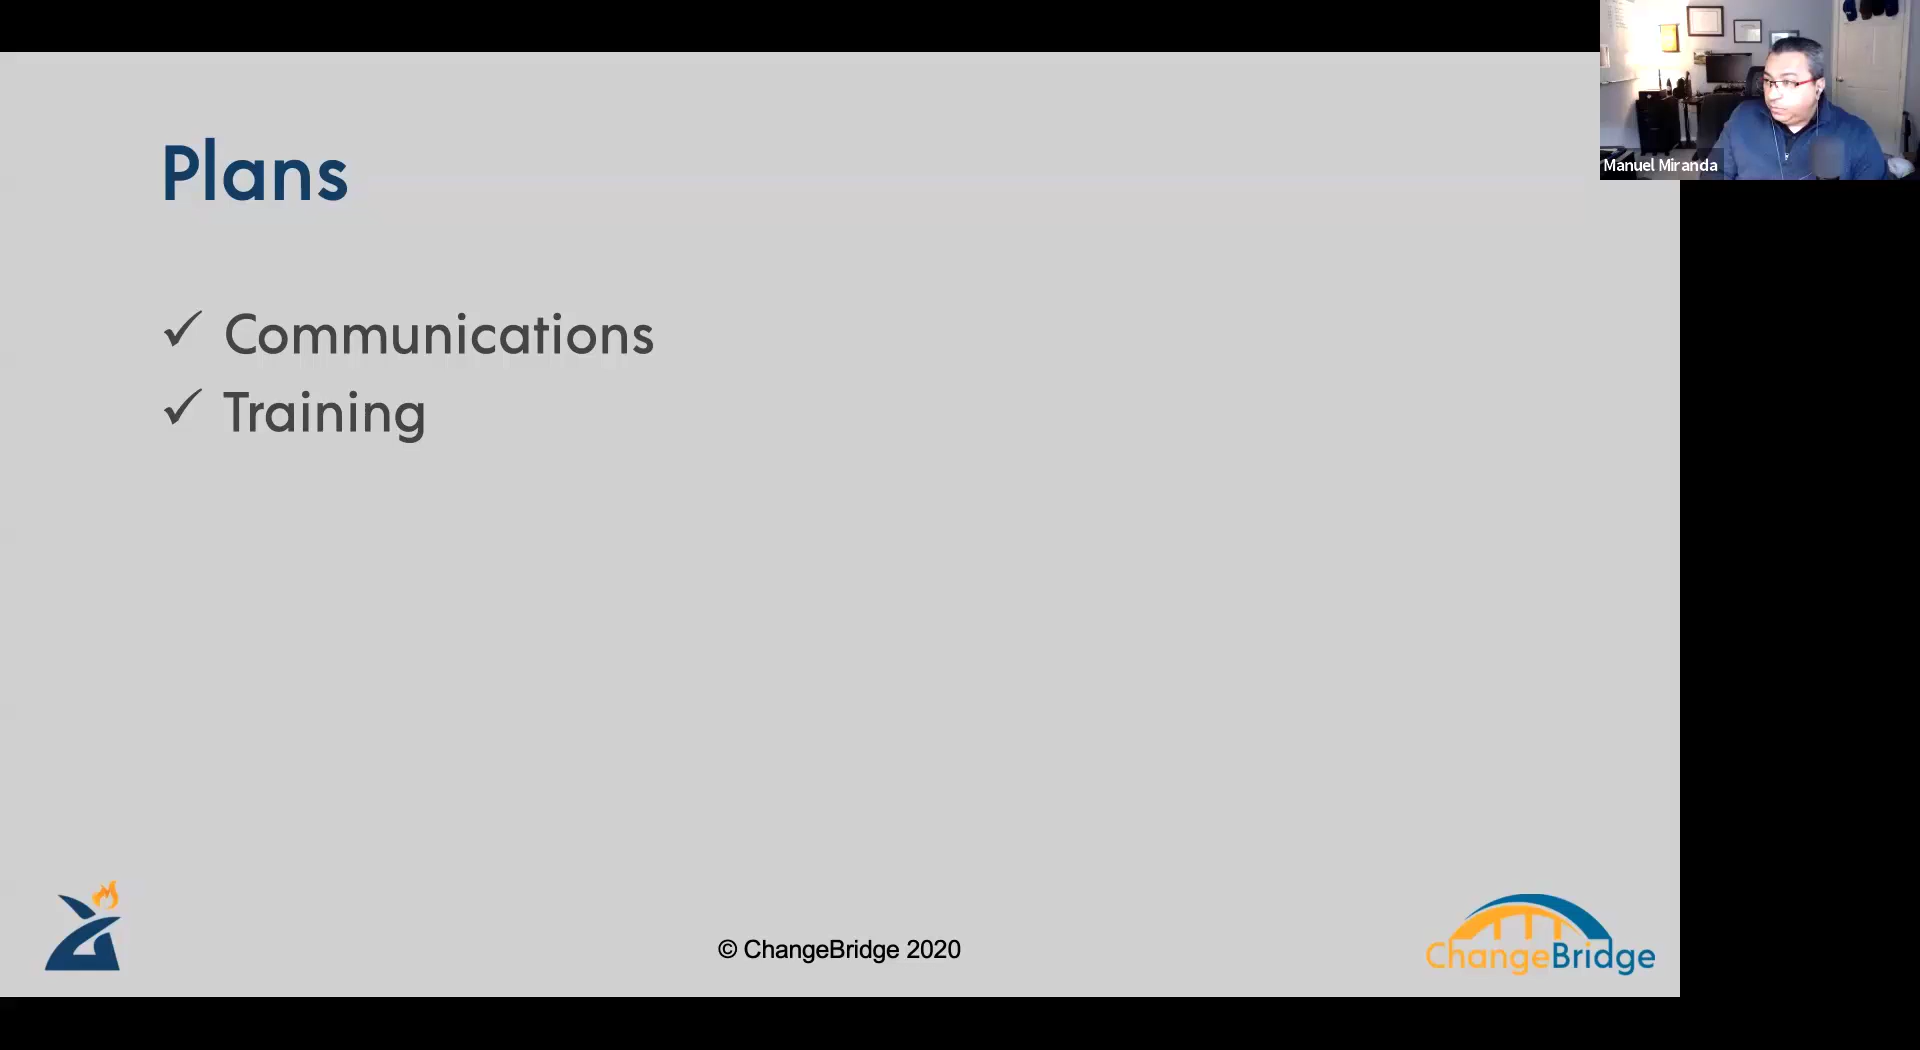 Plans
✓ Communications
✓ Training
© ChangeBridge 2020
ChangeBridge
Manuel Miranda